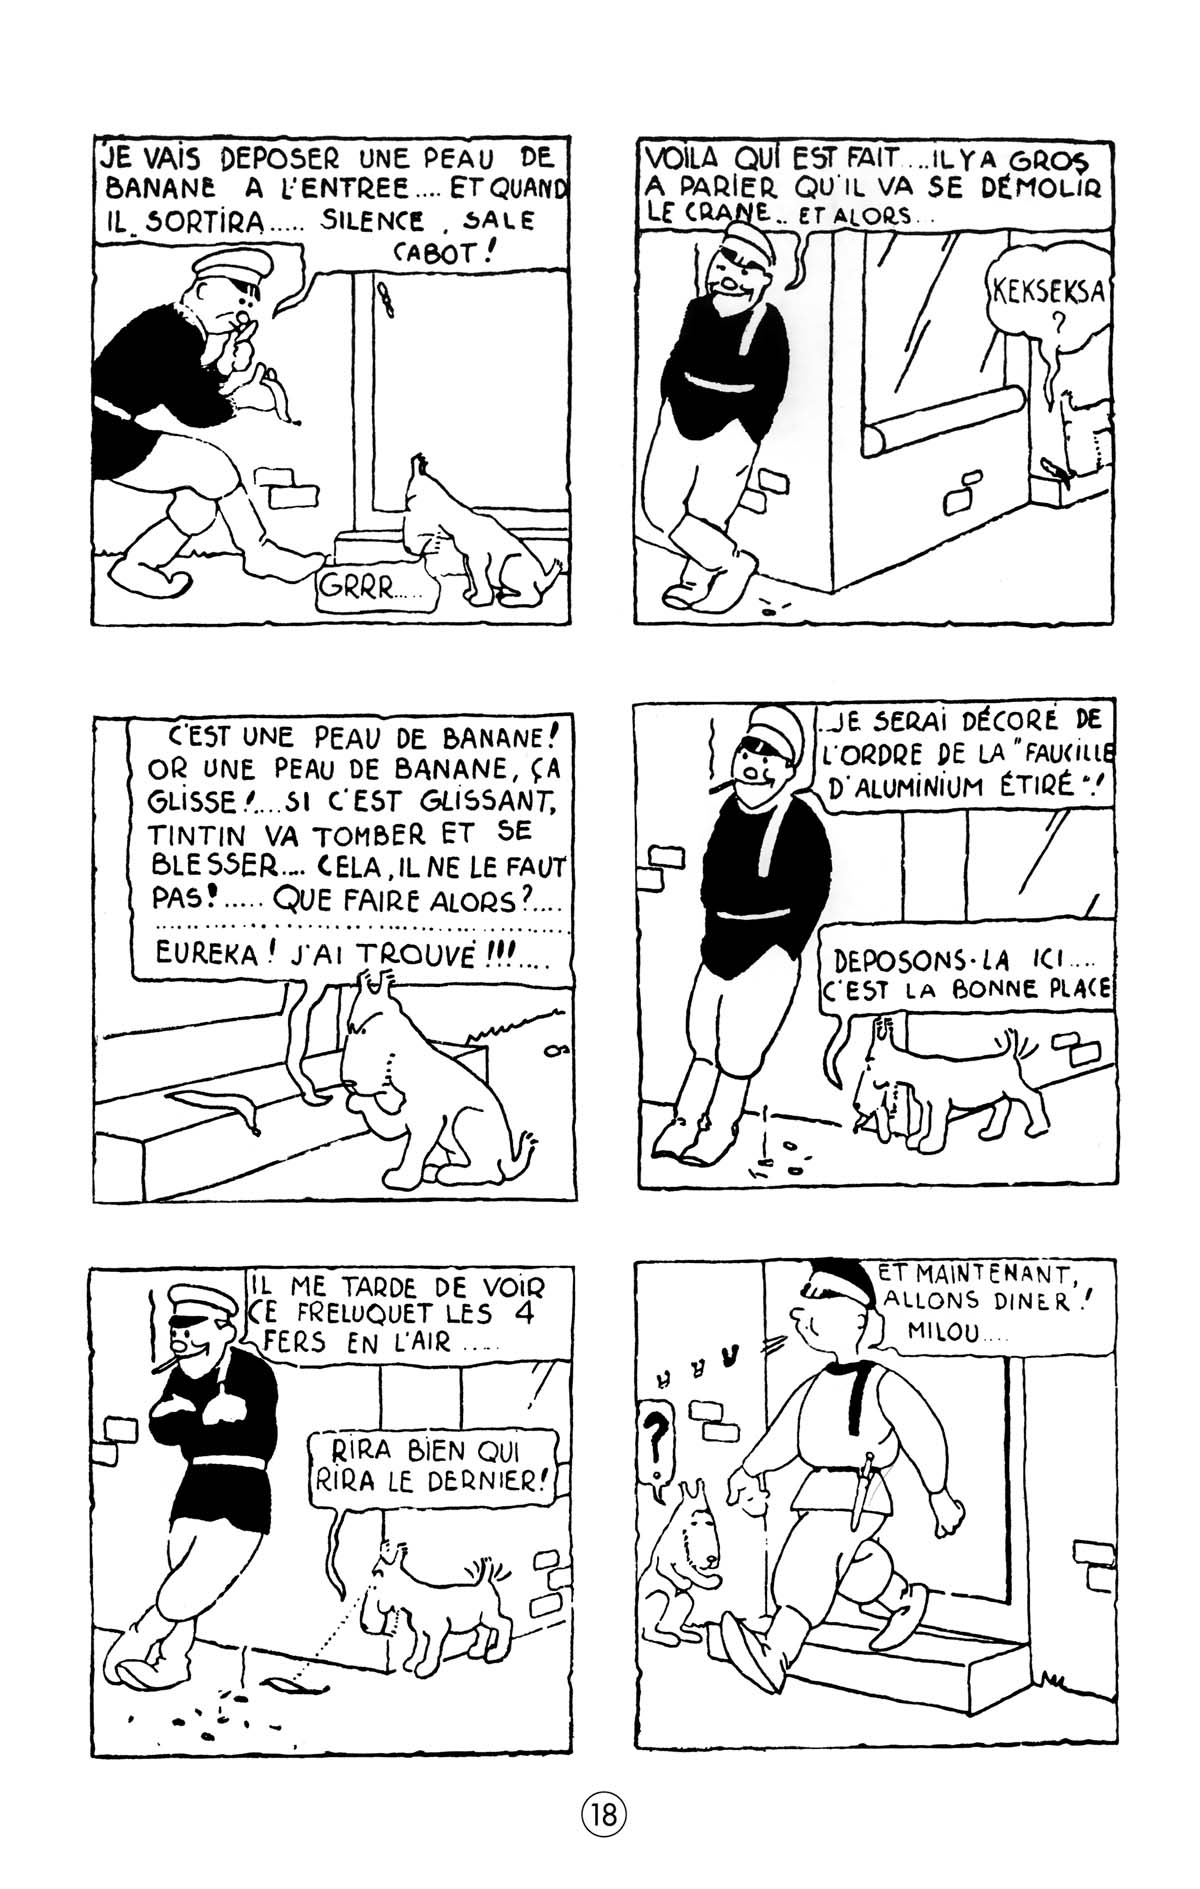 JE VAIS DEPOSER UNE PEAU DE
BANANE A L'ENTREE.... ET QUAND
IL SORTIRA..... SILENCE, SALE
CABOT!
GRRR.....
VOILA QUI EST FAIT....IL Y A GROS
A PARIER QU'IL VA SE DÉMOLIR
LE CRANE.. ET ALORS..
KEKSEKSA
?
C'EST UNE PEAU DE BANANE!
OR UNE PEAU DE BANANE, ÇA
GLISSE!....SI C'EST GLISSANT,
TINTIN VA TOMBER ET SE
BLESSER.... CELA, IL NE LE FAUT
PAS!..... QUE FAIRE ALORS?....
........................................
EUREKA! J'AI TROUVÉ!!!....
...JE SERAI DÉCORÉ DE
L'ORDRE DE LA "FAUCILLE
D'ALUMINIUM ÉTIRÉ"!
DEPOSONS-LA ICI....
C'EST LA BONNE PLACE
IL ME TARDE DE VOIR
CE FRELUQUET LES 4
FERS EN L'AIR .....
RIRA BIEN QUI
RIRA LE DERNIER!
ET MAINTENANT,
ALLONS DINER!
MILOU....
?
18